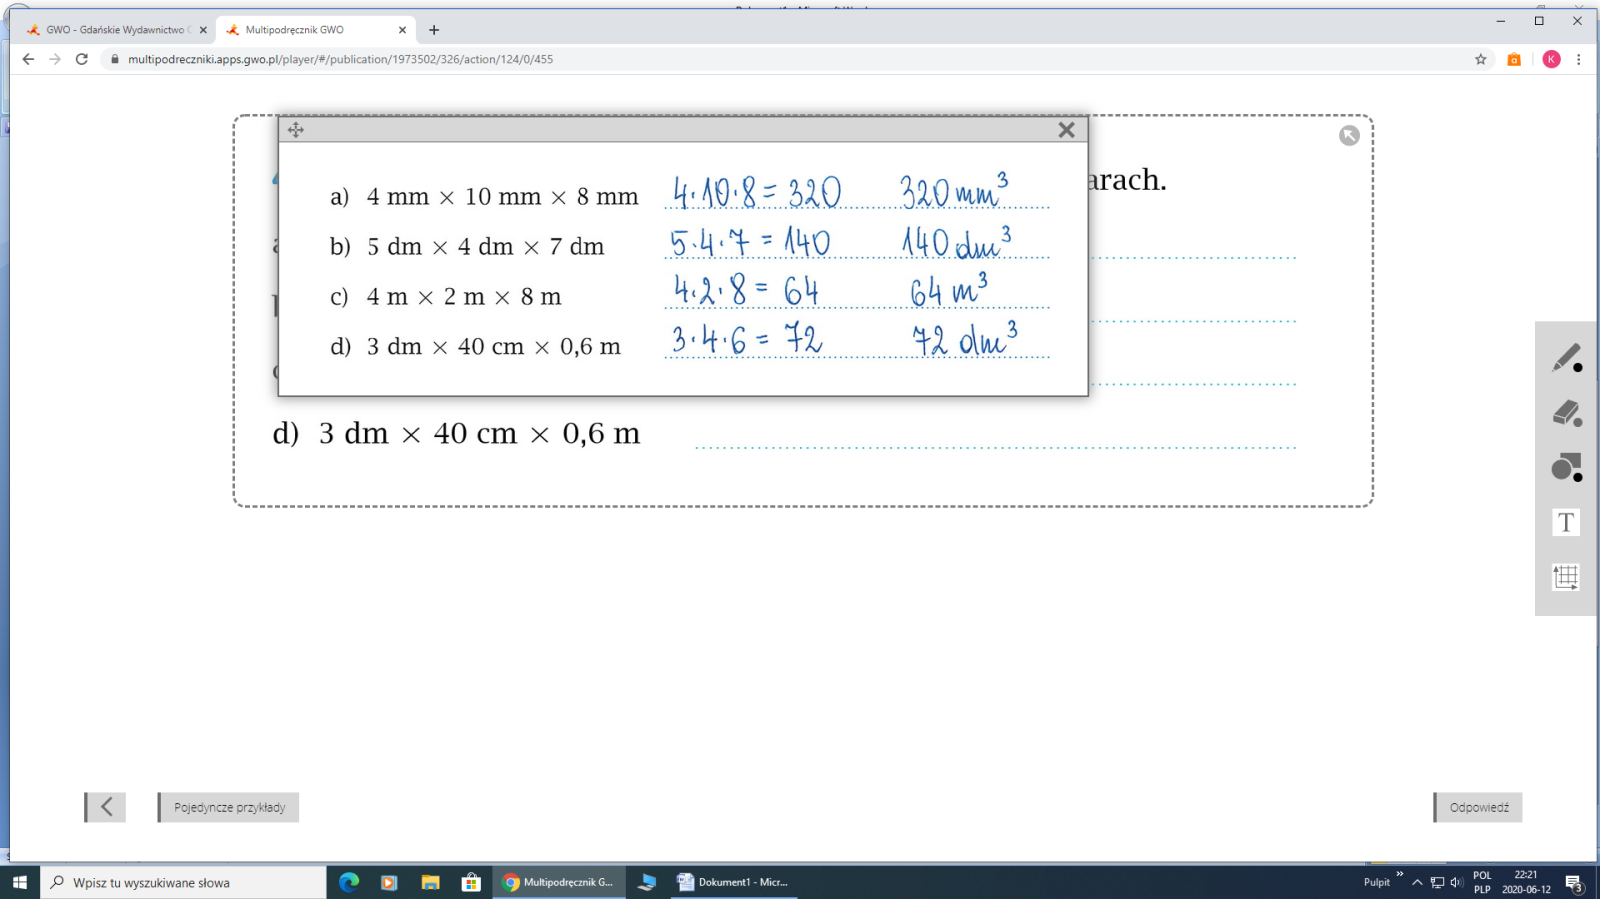 GWO - Gdańskie Wydawnictwo
Multipodręcznik GWO
multipodreczniki.apps.gwo.pl/player/#/publication/1973502/326/action/124/0/455
arach.
a) 4 mm × 10 mm × 8 mm 4·10·8 = 320 320 mm³
b) 5 dm × 4 dm × 7 dm 5·4·7 = 140 140 dm³
c) 4 m × 2 m × 8 m 4·2·8 = 64 64 m³
d) 3 dm × 40 cm × 0,6 m 3·4·6 = 72 72 dm³
d) 3 dm × 40 cm × 0,6 m
T
Pojedyncze przykłady
Odpowiedź
Wpisz tu wyszukiwane słowa
Multipodręcznik G...
Dokument1 - Micr...
Pulpit
POL
PLP
22:21
2020-06-12
3
K